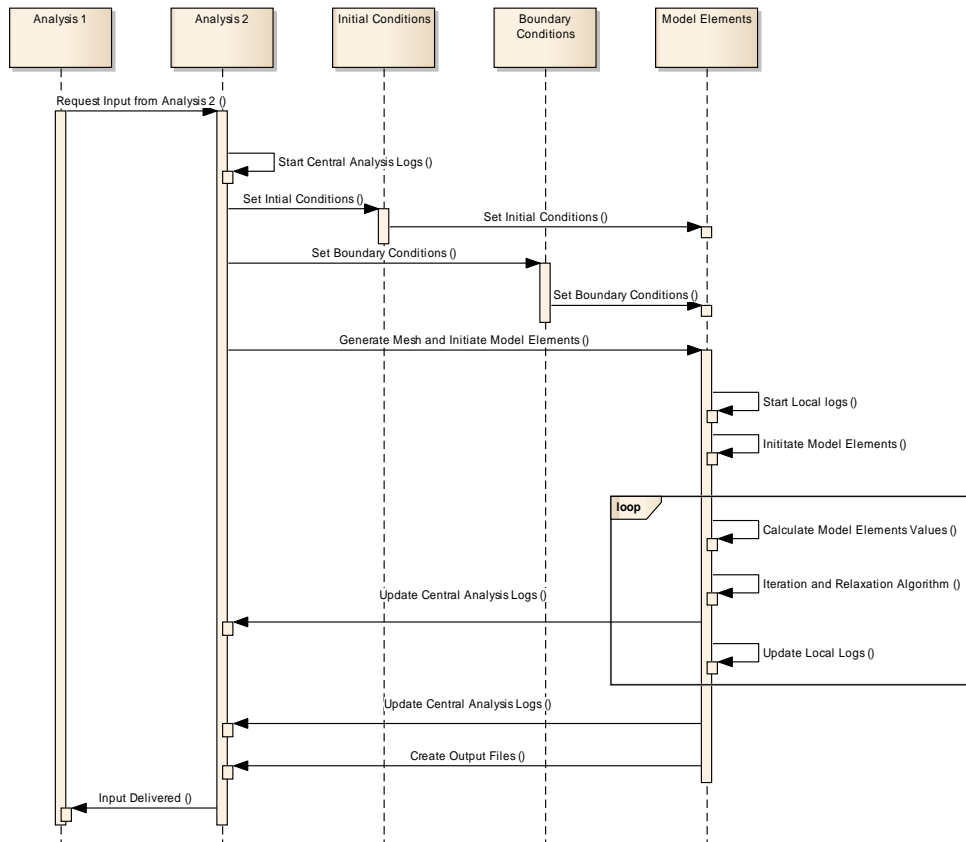 Analysis 1
Analysis 2
Initial Conditions
Boundary
Conditions
Model Elements
Request Input from Analysis 2 ()
Start Central Analysis Logs ()
Set Intial Conditions ()
Set Initial Conditions ()
Set Boundary Conditions ()
Set Boundary Conditions ()
Generate Mesh and Initiate Model Elements ()
Start Local logs ()
Inititate Model Elements ()
loop
Calculate Model Elements Values ()
Iteration and Relaxation Algorithm ()
Update Central Analysis Logs ()
Update Local Logs ()
Update Central Analysis Logs ()
Create Output Files ()
Input Delivered ()